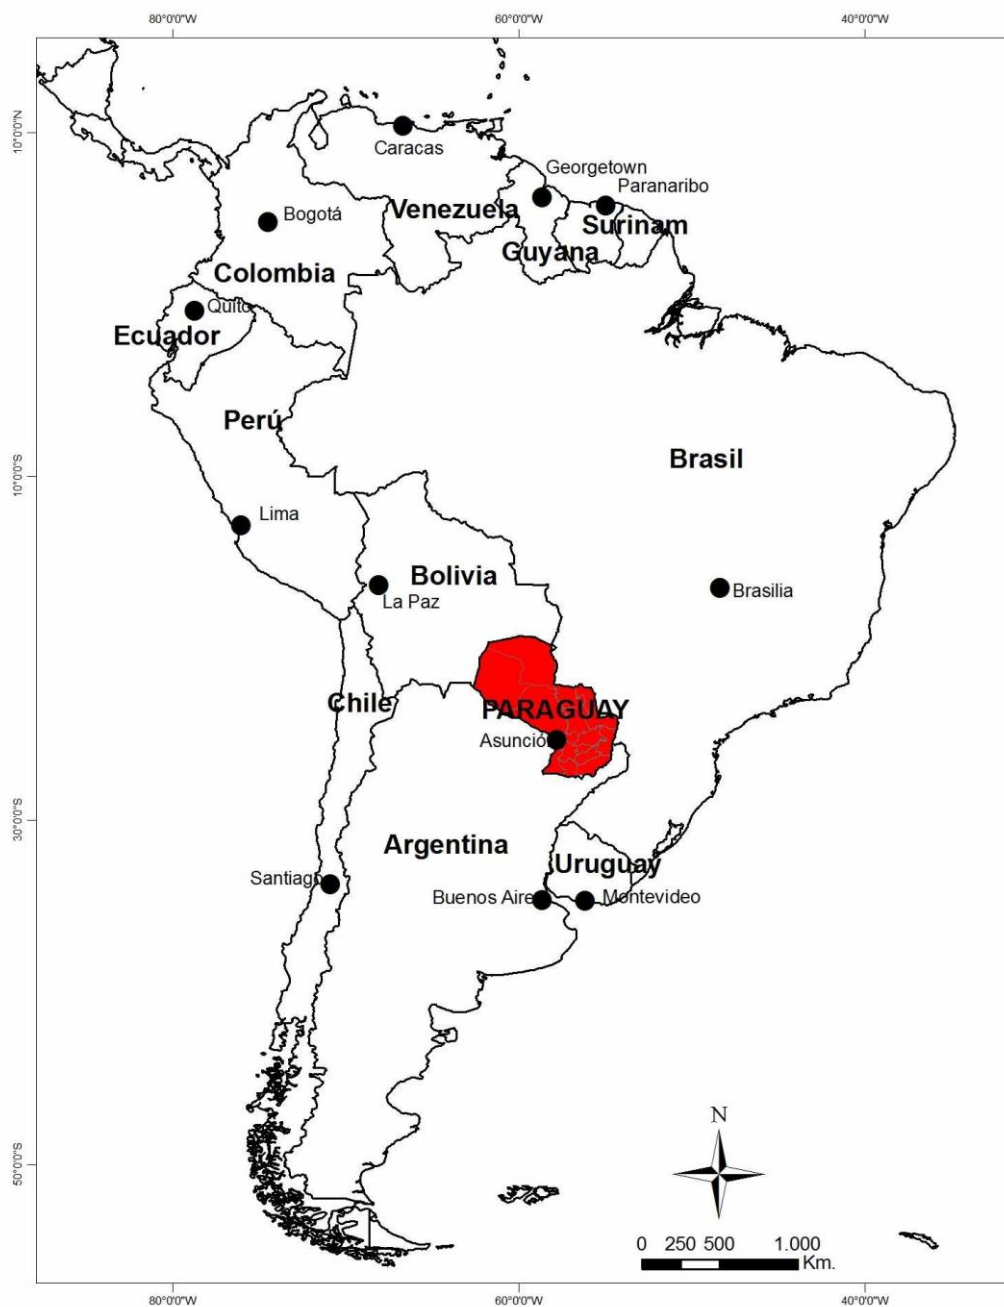 80°0'0"W
60°0'0"W
40°0'0"W
10°0'0"N
Caracas
Georgetown
Paranaribo
Venezuela
Bogotá
Surinam
Guyana
Colombia
Quito
Ecuador
Perú
Brasil
10°0'0"S
Lima
Bolivia
La Paz
Brasilia
Chile
PARAGUAY
Asunción
30°0'0"S
Argentina
Uruguay
Santiago
Buenos Aire
Montevideo
50°0'0"S
N
0 250 500 1.000
Km.
80°0'0"W
60°0'0"W
40°0'0"W